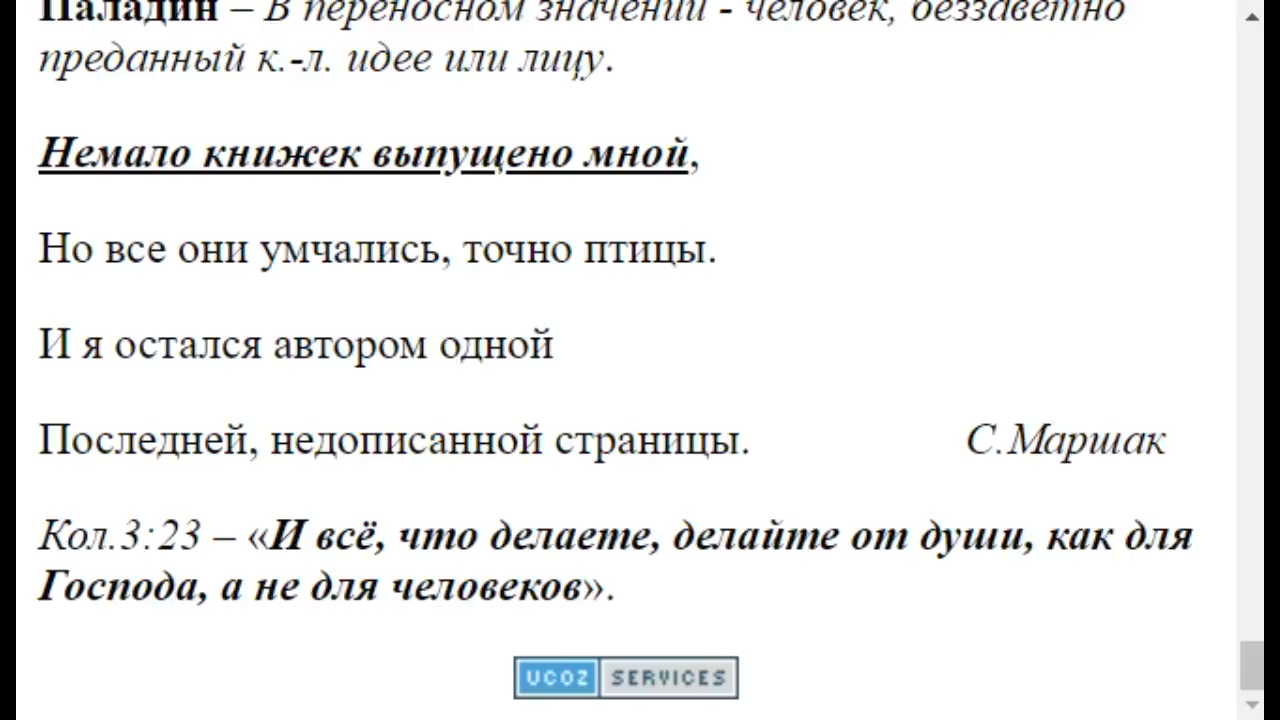 Паладин – В переносном значении - человек, беззаветно
преданный к.-л. идее или лицу.
Немало книжек выпущено мной,
Но все они умчались, точно птицы.
И я остался автором одной
Последней, недописанной страницы. С.Маршак
Кол.3:23 – «И всё, что делаете, делайте от души, как для
Господа, а не для человеков».
UCOZ SERVICES